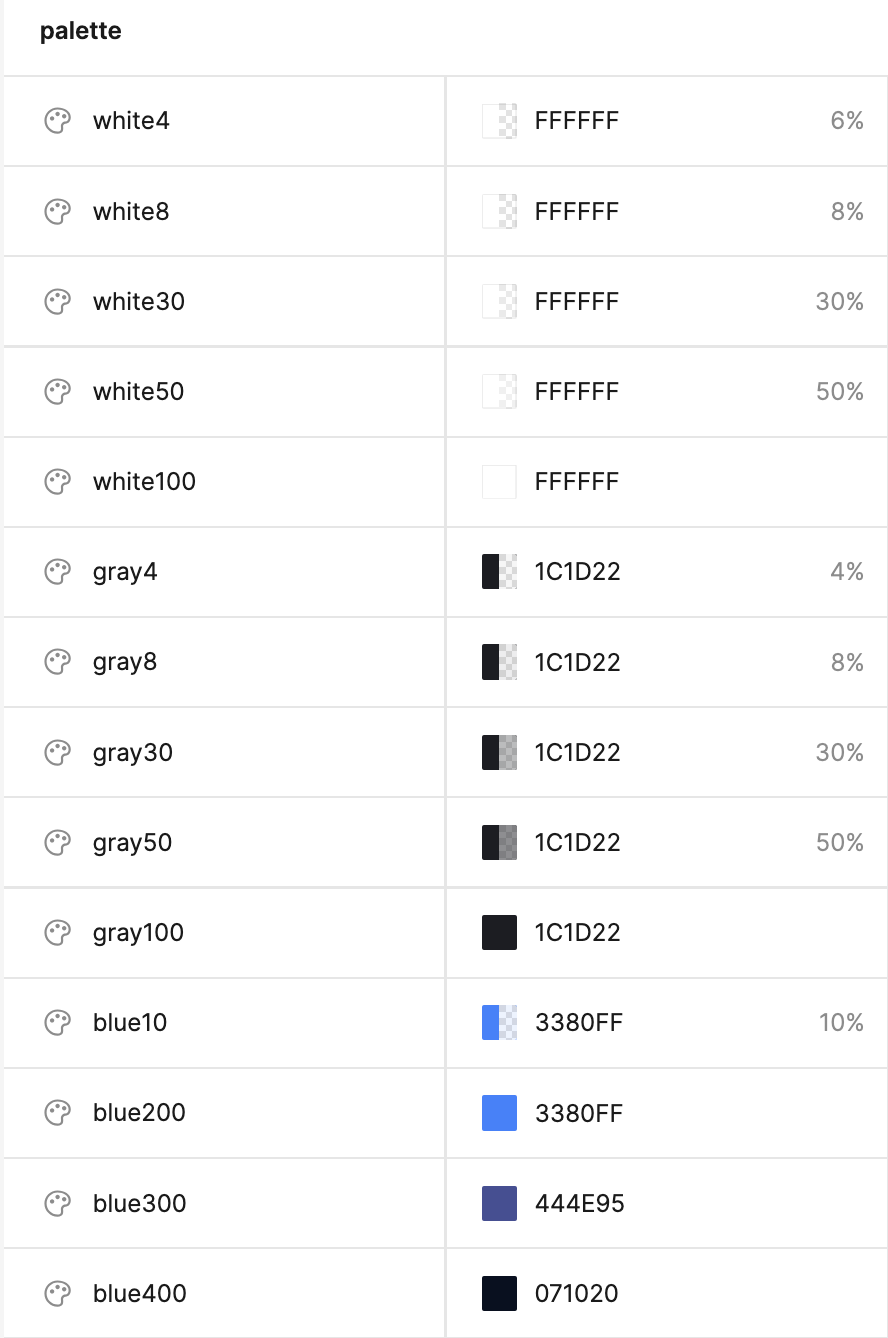 palette
white4 FFFFFF 6%
white8 FFFFFF 8%
white30 FFFFFF 30%
white50 FFFFFF 50%
white100 FFFFFF
gray4 1C1D22 4%
gray8 1C1D22 8%
gray30 1C1D22 30%
gray50 1C1D22 50%
gray100 1C1D22
blue10 3380FF 10%
blue200 3380FF
blue300 444E95
blue400 071020